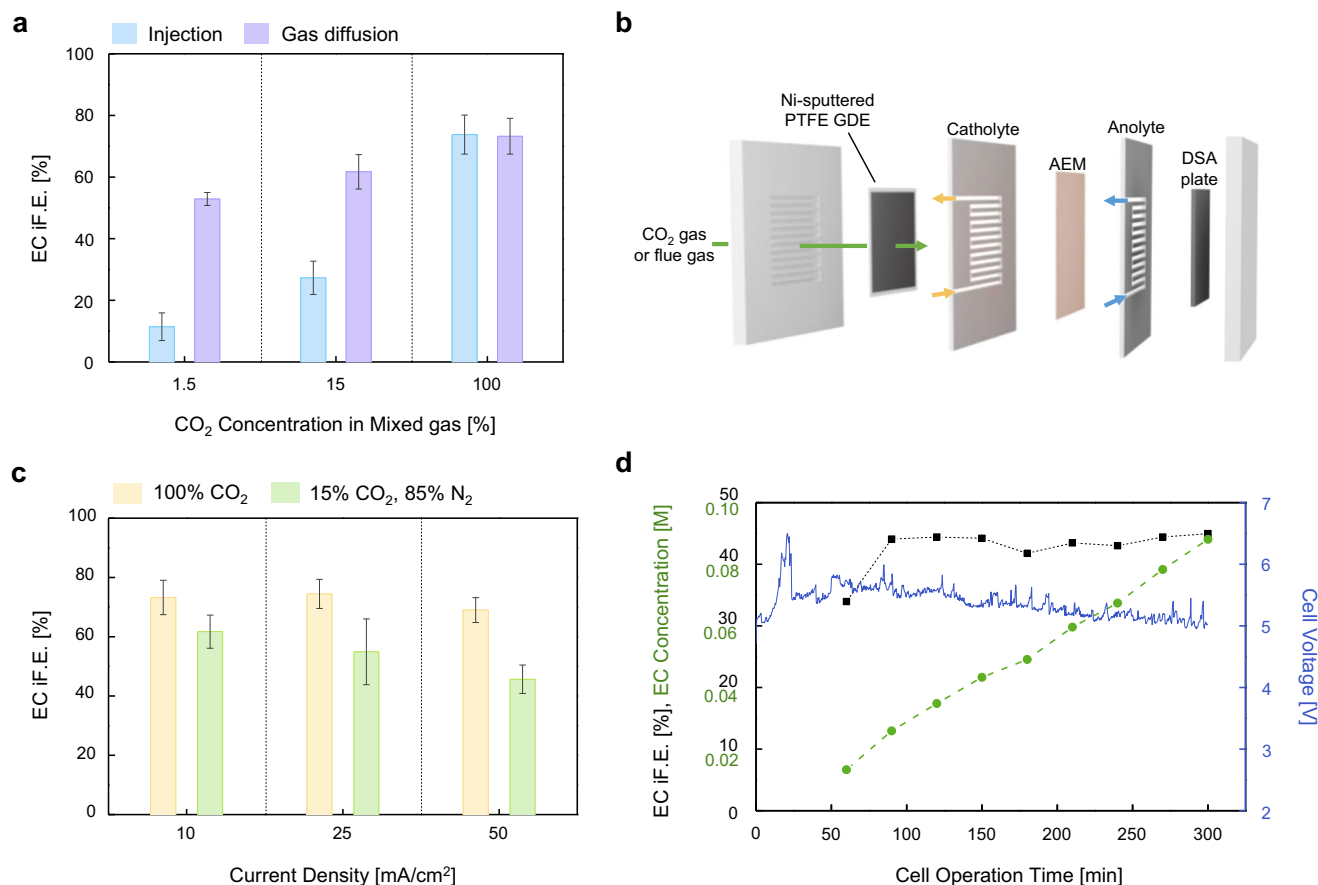 a
Injection
Gas diffusion
100
80
60
40
20
0
EC iF.E. [%]
1.5
15
100
CO₂ Concentration in Mixed gas [%]
b
Ni-sputtered
PTFE GDE
Catholyte
Anolyte
AEM
DSA
plate
CO₂ gas
or flue gas
c
100% CO₂
15% CO₂, 85% N₂
100
80
60
40
20
0
EC iF.E. [%]
10
25
50
Current Density [mA/cm²]
d
50
0.10
40
0.08
30
0.06
20
0.04
10
0.02
0
EC iF.E. [%], EC Concentration [M]
7
6
5
4
3
2
Cell Voltage [V]
0
50
100
150
200
250
300
Cell Operation Time [min]